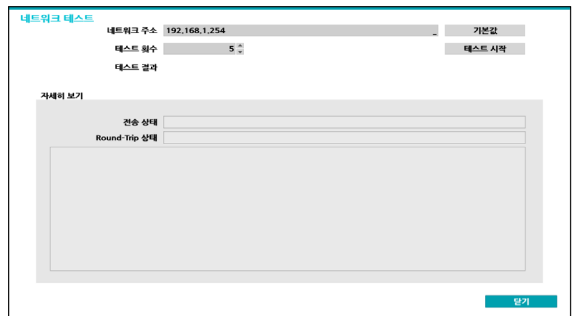 네트워크 테스트
네트워크 주소 192,168,1,254 _ 기본값
테스트 횟수 5 테스트 시작
테스트 결과
자세히 보기
전송 상태
Round-Trip 상태
닫기